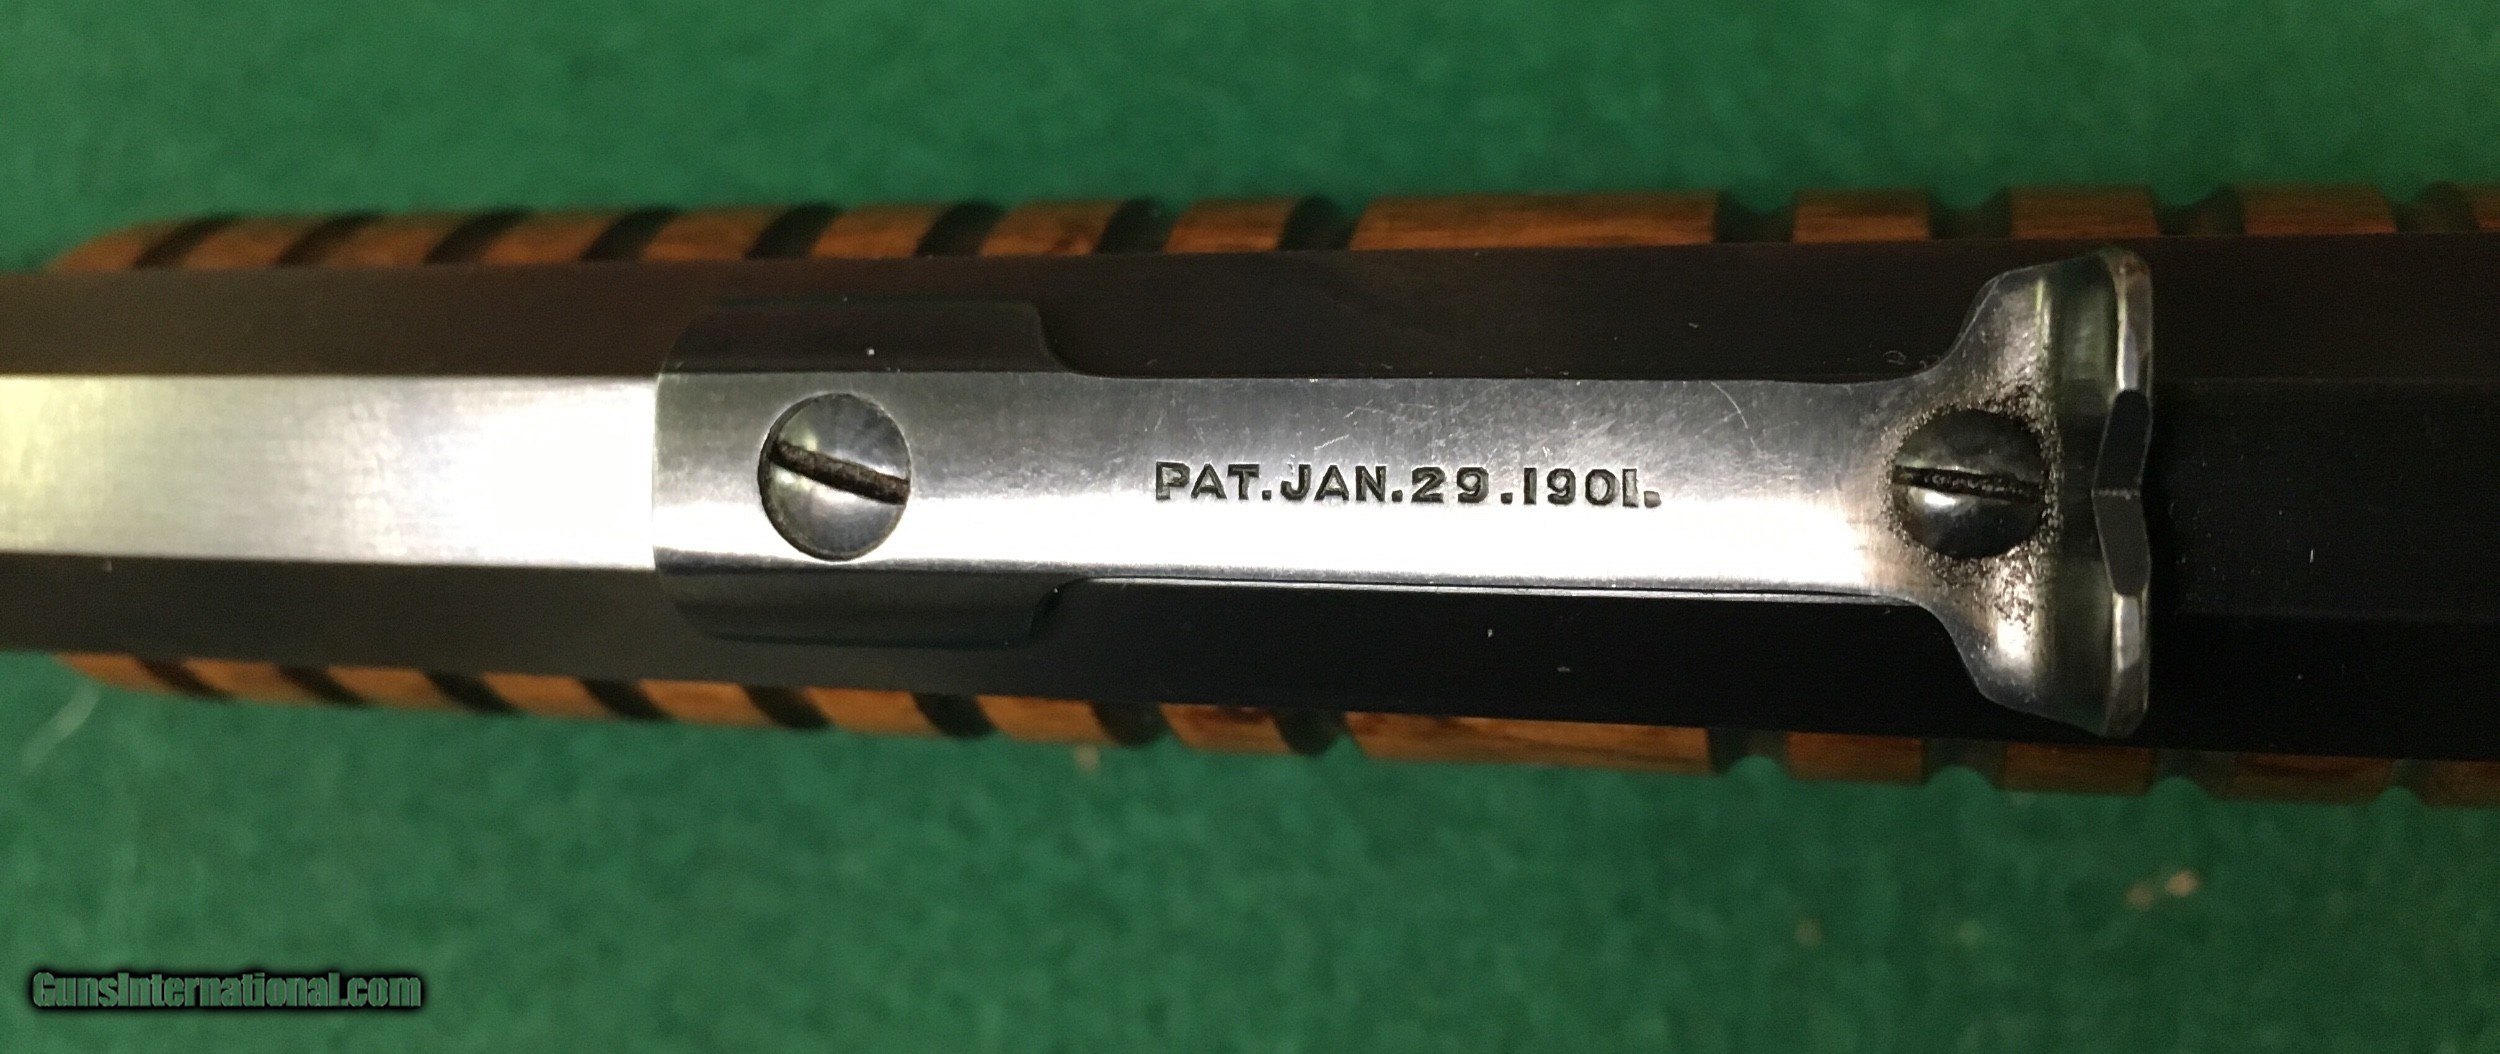 PAT. JAN. 29. 1901.
GunsInternational.com